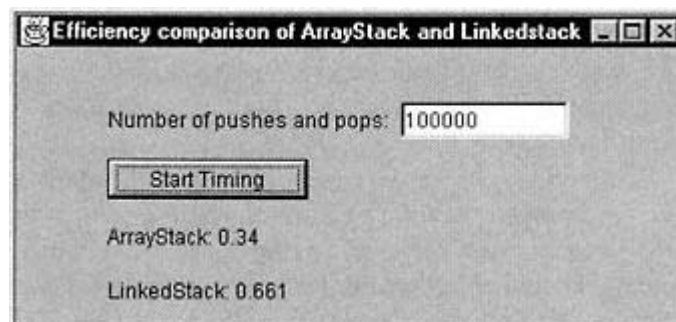 Efficiency comparison of ArrayStack and Linkedstack
Number of pushes and pops: 100000
Start Timing
ArrayStack: 0.34
LinkedStack: 0.661